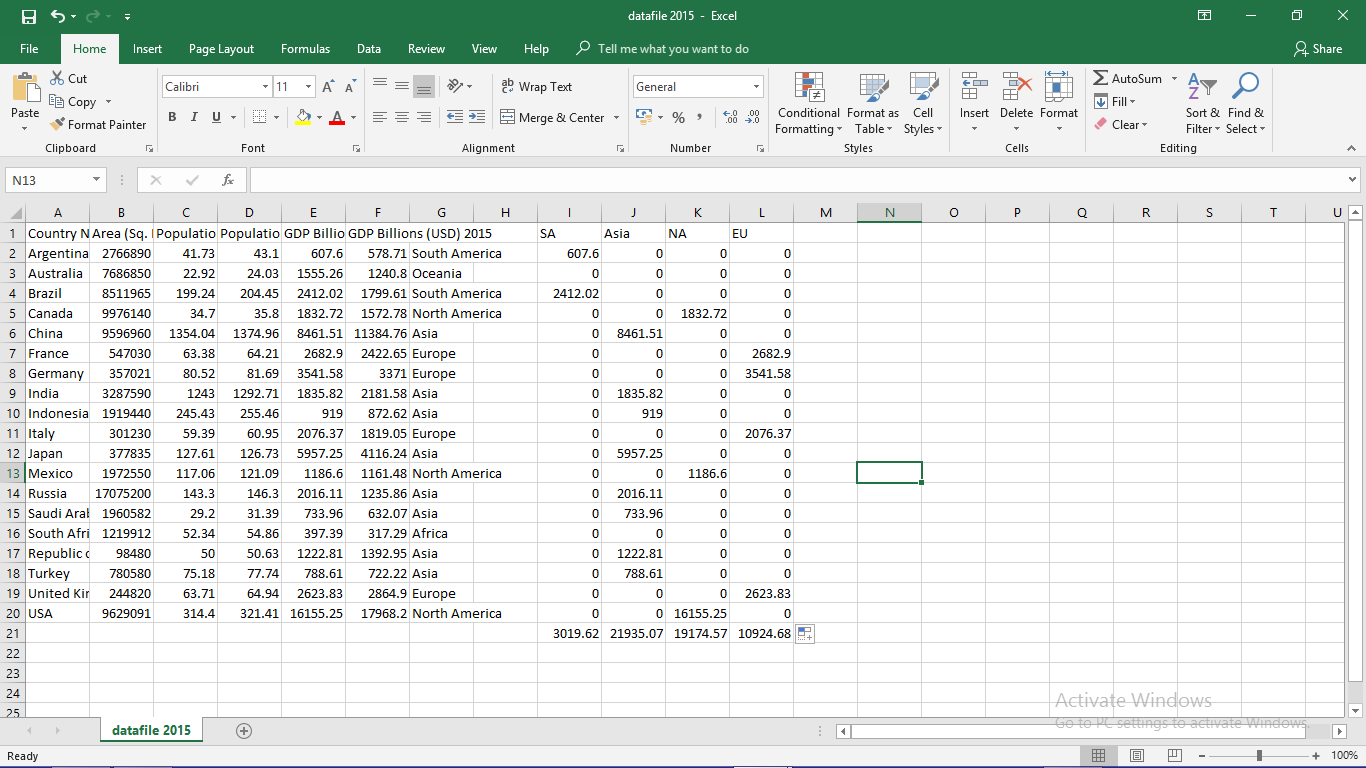 datafile 2015 - Excel
File Home Insert Page Layout Formulas Data Review View Help Tell me what you want to do Share
Paste Cut Copy Format Painter Calibri 11 B I U Wrap Text Merge & Center General % Conditional Formatting Format as Table Cell Styles Insert Delete Format AutoSum Fill Clear Sort & Filter Find & Select
Clipboard Font Alignment Number Styles Cells Editing
N13 fx
A B C D E F G H I J K L M N O P Q R S T U
1 Country N Area (Sq. Populatio Populatio GDP Billio GDP Billions (USD) 2015 SA Asia NA EU
2 Argentina 2766890 41.73 43.1 607.6 578.71 South America 607.6 0 0 0
3 Australia 7686850 22.92 24.03 1555.26 1240.8 Oceania 0 0 0 0
4 Brazil 8511965 199.24 204.45 2412.02 1799.61 South America 2412.02 0 0 0
5 Canada 9976140 34.7 35.8 1832.72 1572.78 North America 0 0 1832.72 0
6 China 9596960 1354.04 1374.96 8461.51 11384.76 Asia 0 8461.51 0 0
7 France 547030 63.38 64.21 2682.9 2422.65 Europe 0 0 0 2682.9
8 Germany 357021 80.52 81.69 3541.58 3371 Europe 0 0 0 3541.58
9 India 3287590 1243 1292.71 1835.82 2181.58 Asia 0 1835.82 0 0
10 Indonesia 1919440 245.43 255.46 919 872.62 Asia 0 919 0 0
11 Italy 301230 59.39 60.95 2076.37 1819.05 Europe 0 0 0 2076.37
12 Japan 377835 127.61 126.73 5957.25 4116.24 Asia 0 5957.25 0 0
13 Mexico 1972550 117.06 121.09 1186.6 1161.48 North America 0 0 1186.6 0
14 Russia 17075200 143.3 146.3 2016.11 1235.86 Asia 0 2016.11 0 0
15 Saudi Aral 1960582 29.2 31.39 733.96 632.07 Asia 0 733.96 0 0
16 South Afri 1219912 52.34 54.86 397.39 317.29 Africa 0 0 0 0
17 Republic 98480 50 50.63 1222.81 1392.95 Asia 0 1222.81 0 0
18 Turkey 780580 75.18 77.74 788.61 722.22 Asia 0 788.61 0 0
19 United Kir 244820 63.71 64.94 2623.83 2864.9 Europe 0 0 0 2623.83
20 USA 9629091 314.4 321.41 16155.25 17968.2 North America 0 0 16155.25 0
21 3019.62 21935.07 19174.57 10924.68
22
23
24
25
Activate Windows
Go to PC settings to activate Windows.
datafile 2015
Ready 100%